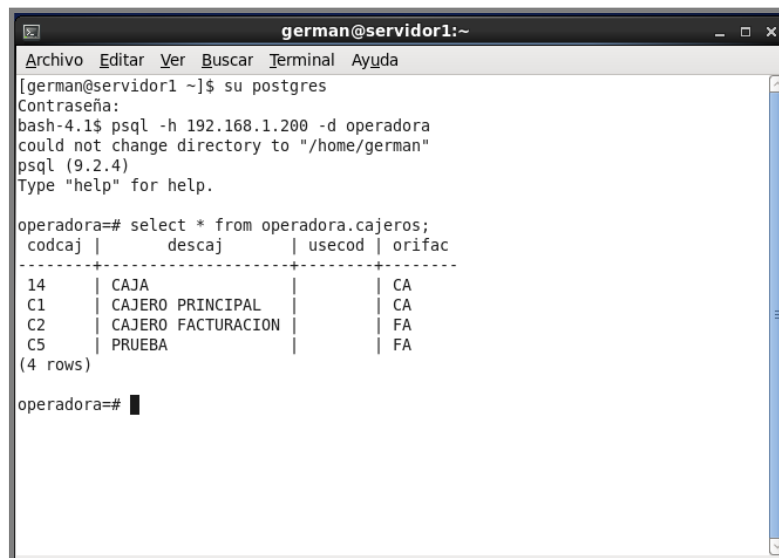 german@servidor1:~
Archivo Editar Ver Buscar Terminal Ayuda
[german@servidor1 ~]$ su postgres
Contraseña:
bash-4.1$ psql -h 192.168.1.200 -d operadora
could not change directory to "/home/german"
psql (9.2.4)
Type "help" for help.
operadora=# select * from operadora.cajeros;
 codcaj |       descaj       | usecod | orifac
--------+--------------------+--------+--------
 14     | CAJA               |        | CA
 C1     | CAJERO PRINCIPAL   |        | CA
 C2     | CAJERO FACTURACION |        | FA
 C5     | PRUEBA             |        | FA
(4 rows)
operadora=#